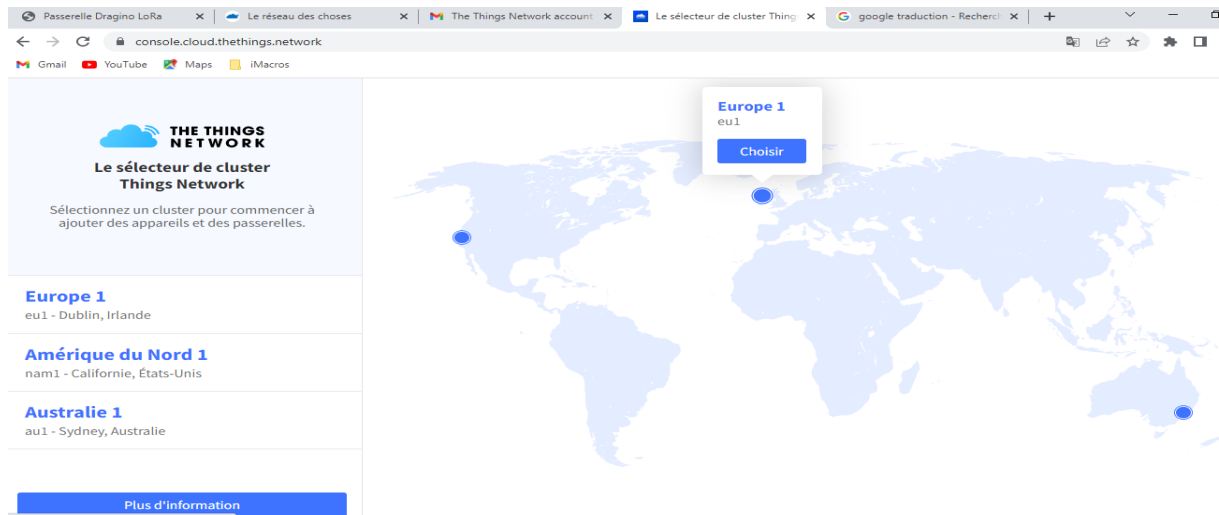 Passerelle Dragino LoRa
Le réseau des choses
The Things Network account
Le sélecteur de cluster Thing
google traduction - Recherch
console.cloud.thethings.network
Gmail
YouTube
Maps
iMacros
THE THINGS
NETWORK
Le sélecteur de cluster
Things Network
Sélectionnez un cluster pour commencer à
ajouter des appareils et des passerelles.
Europe 1
eu1 - Dublin, Irlande
Amérique du Nord 1
nam1 - Californie, États-Unis
Australie 1
au1 - Sydney, Australie
Plus d'information
Europe 1
eu1
Choisir